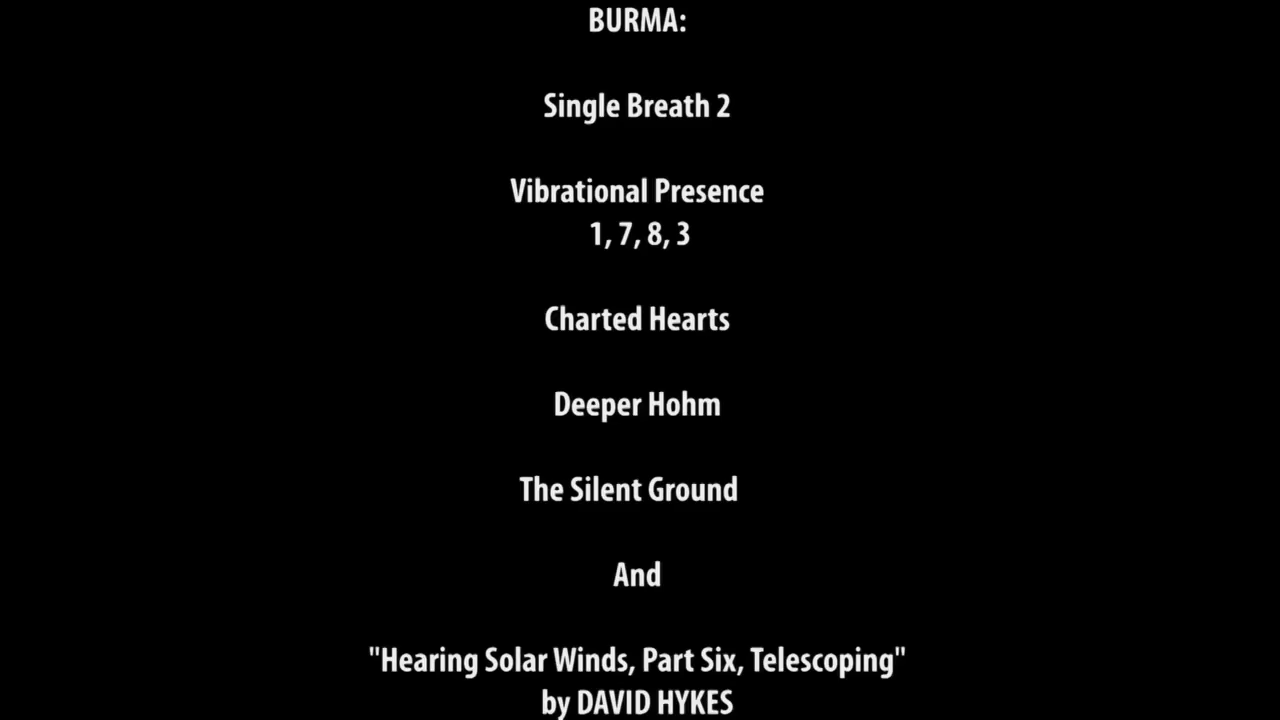 BURMA:
Single Breath 2
Vibrational Presence
1, 7, 8, 3
Charted Hearts
Deeper Hohm
The Silent Ground
And
"Hearing Solar Winds, Part Six, Telescoping"
by DAVID HYKES